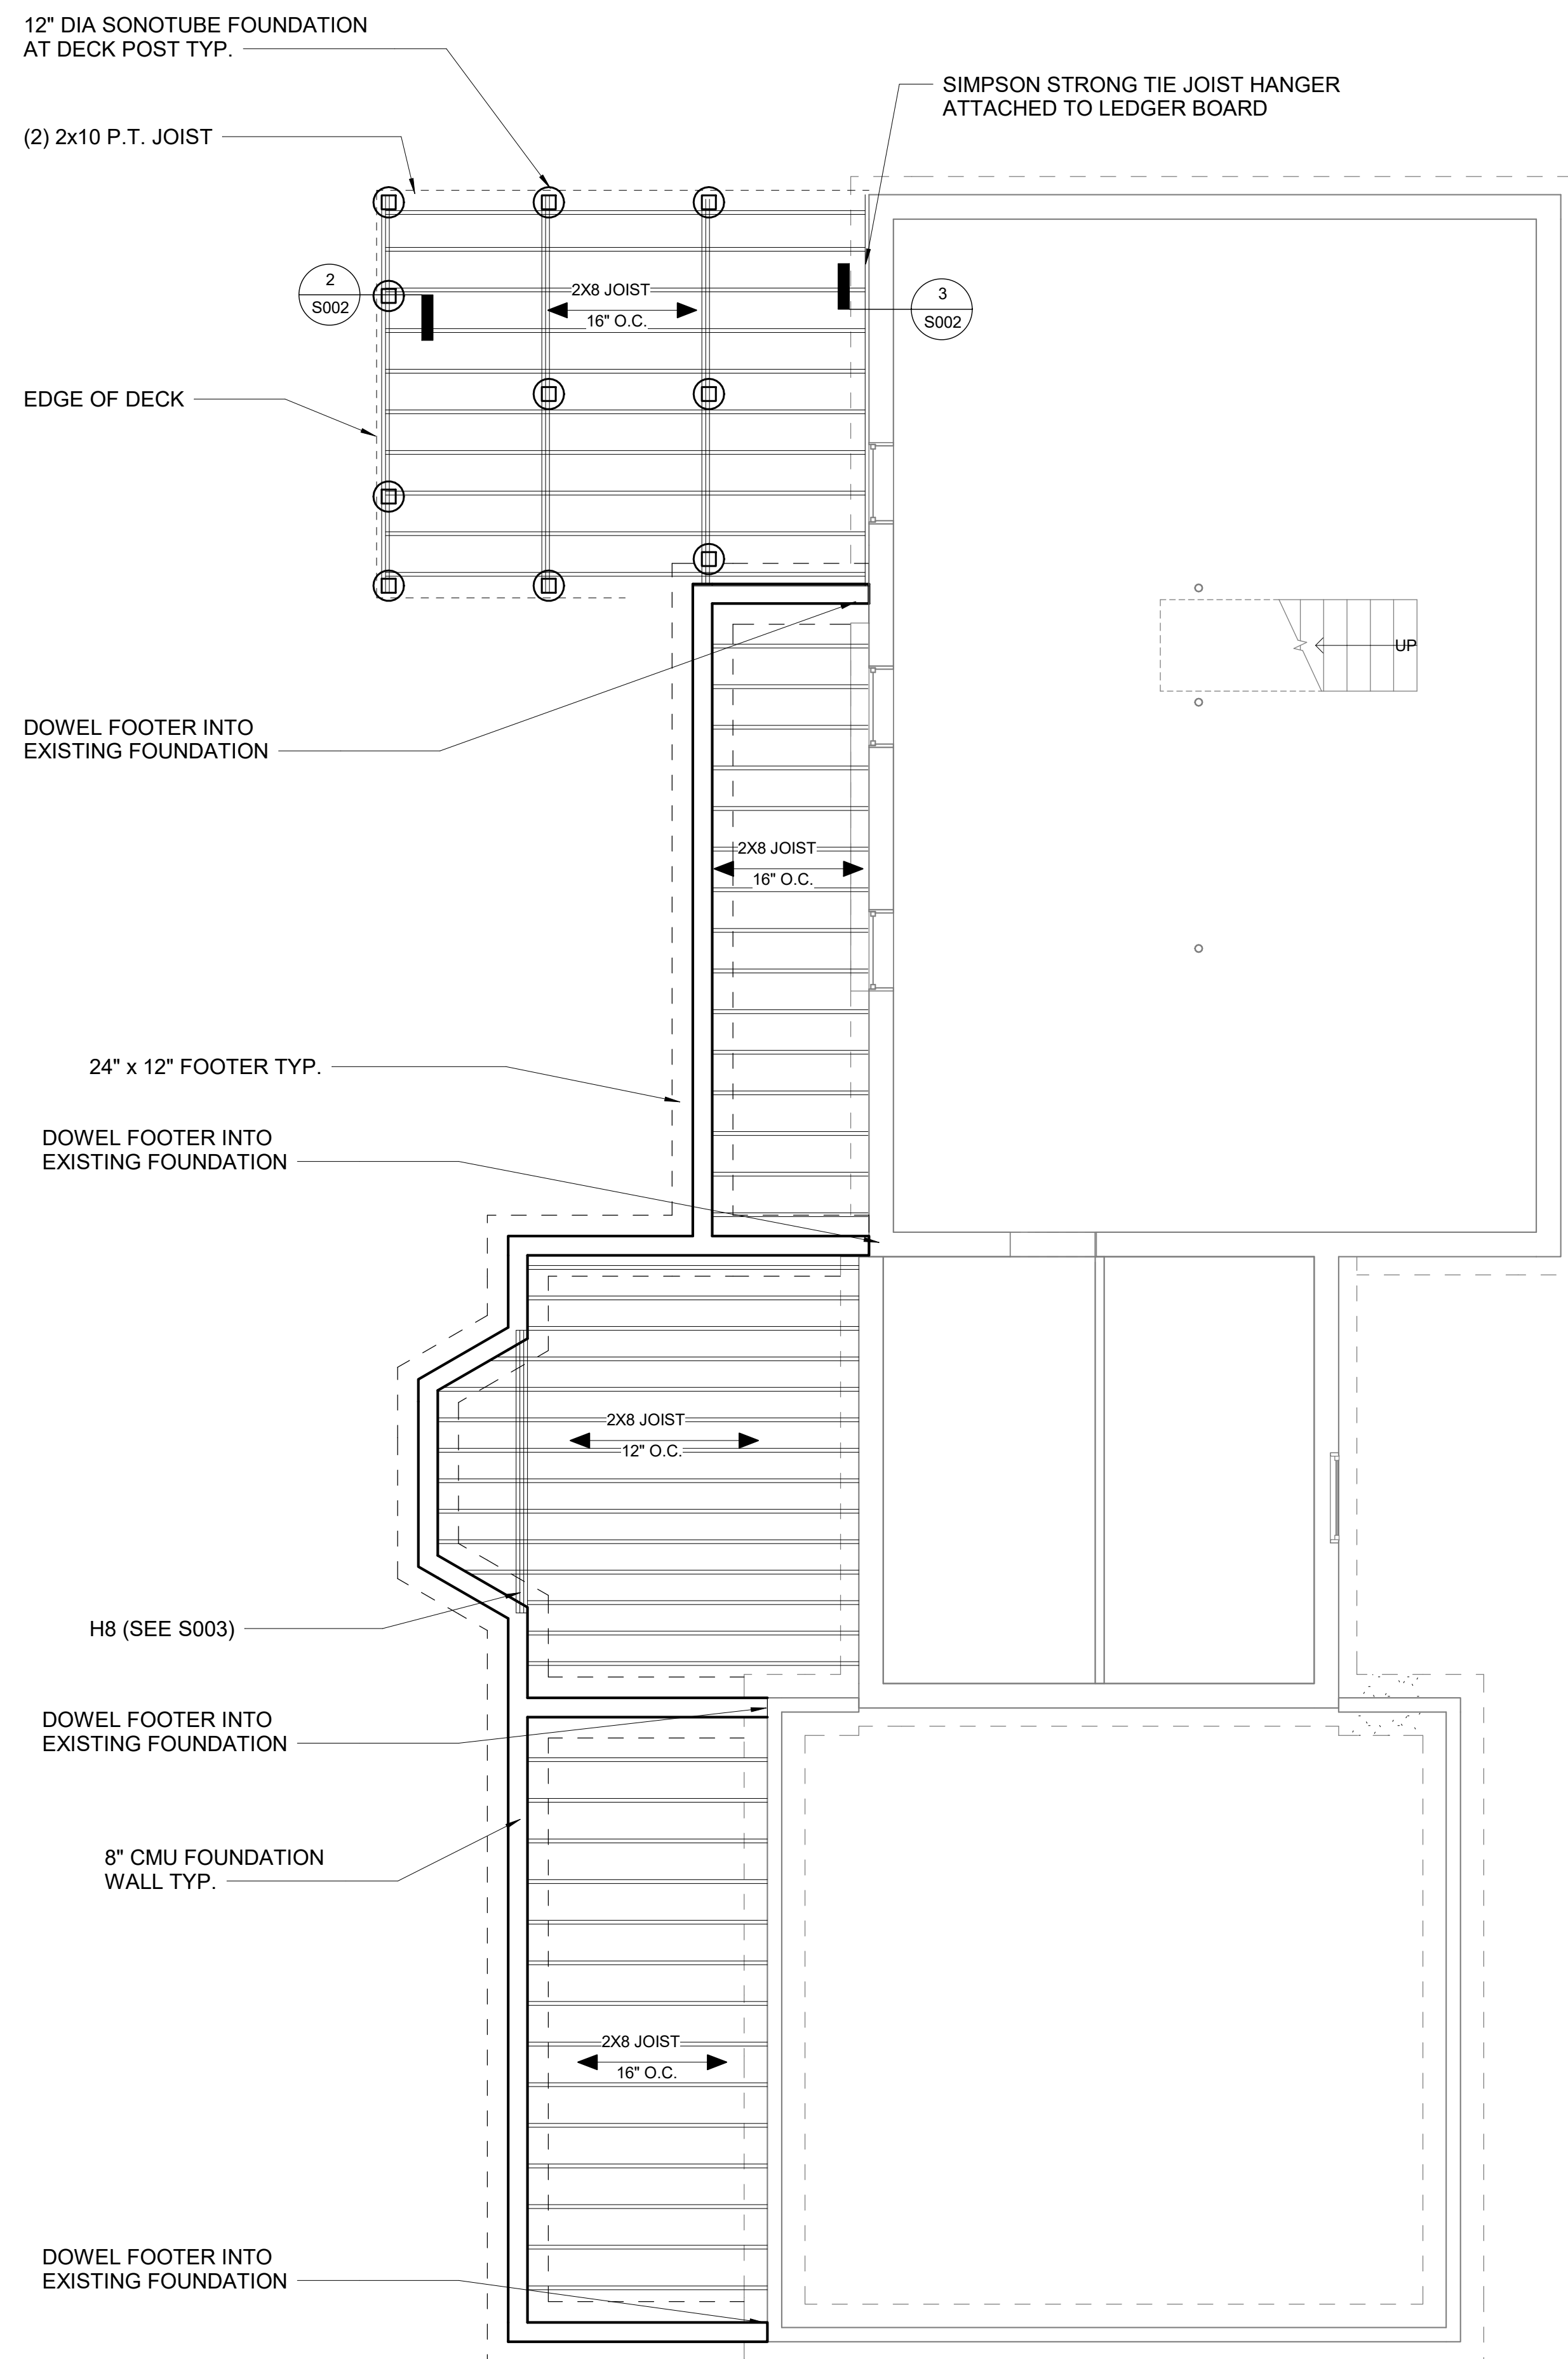 12" DIA SONOTUBE FOUNDATION
AT DECK POST TYP.
SIMPSON STRONG TIE JOIST HANGER
ATTACHED TO LEDGER BOARD
(2) 2x10 P.T. JOIST
2
S002
2X8 JOIST
16" O.C.
3
S002
EDGE OF DECK
UP
DOWEL FOOTER INTO
EXISTING FOUNDATION
2X8 JOIST
16" O.C.
24" x 12" FOOTER TYP.
DOWEL FOOTER INTO
EXISTING FOUNDATION
2X8 JOIST
12" O.C.
H8 (SEE S003)
DOWEL FOOTER INTO
EXISTING FOUNDATION
8" CMU FOUNDATION
WALL TYP.
2X8 JOIST
16" O.C.
DOWEL FOOTER INTO
EXISTING FOUNDATION